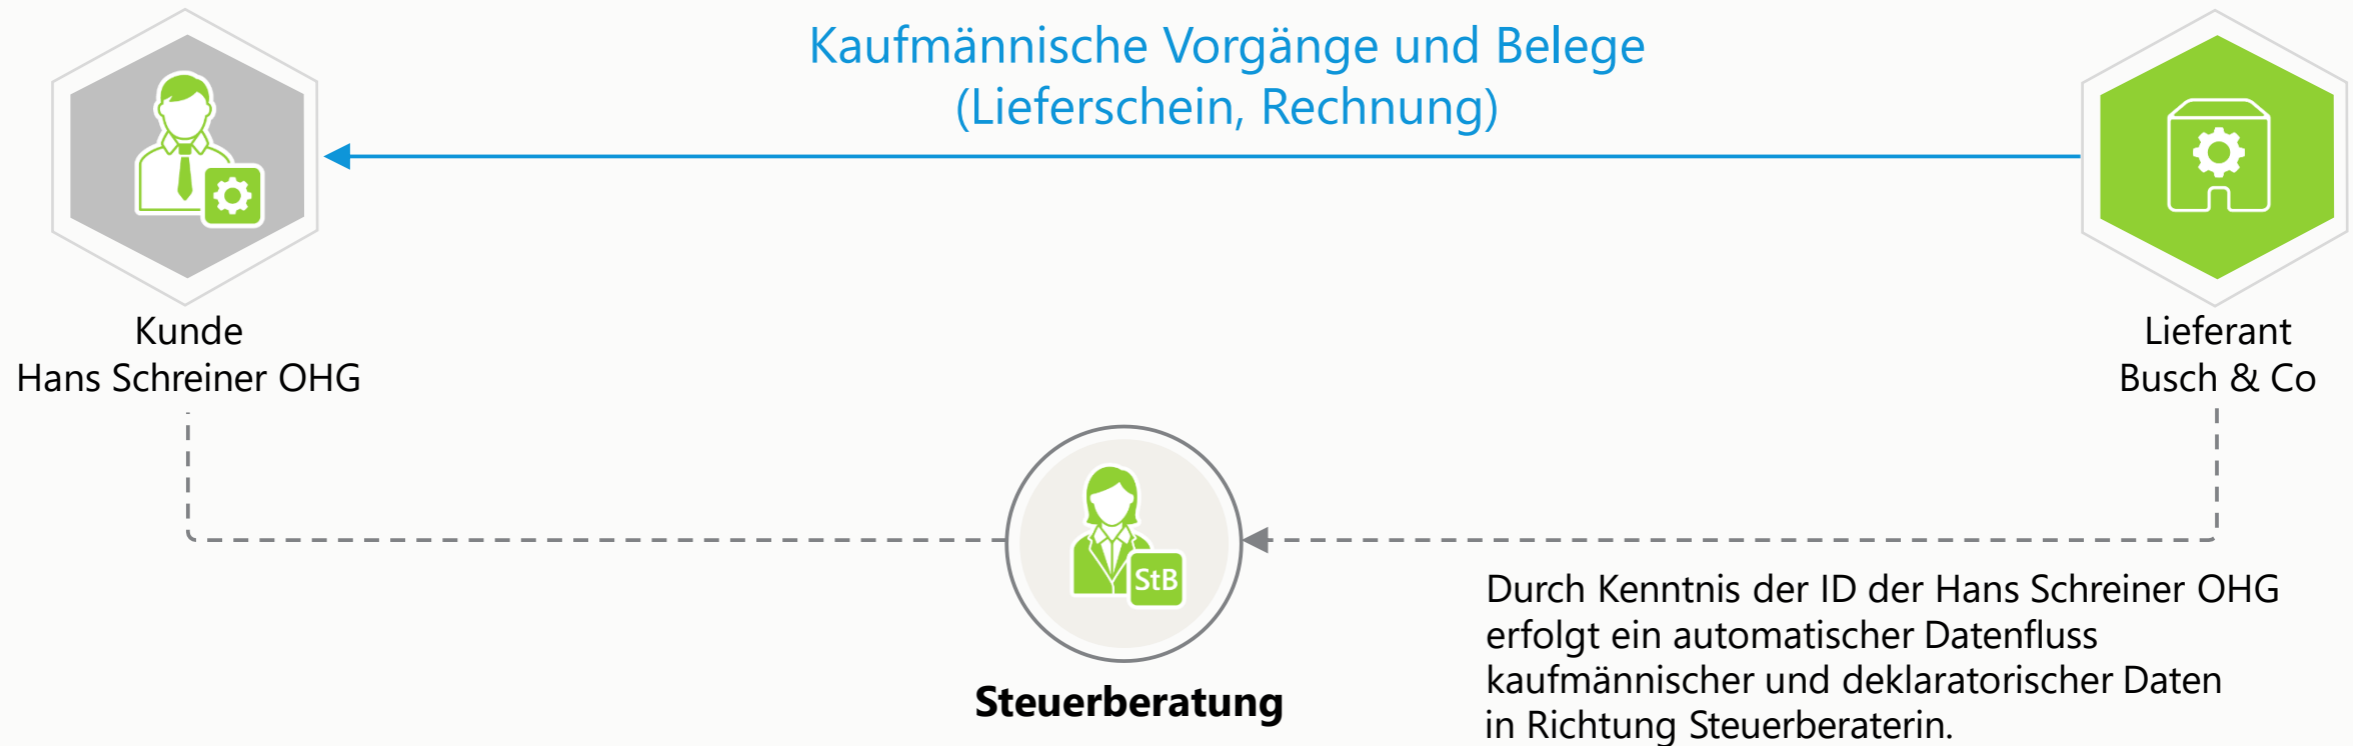 Kaufmännische Vorgänge und Belege
(Lieferschein, Rechnung)
Kunde
Hans Schreiner OHG
Lieferant
Busch & Co
StB
Steuerberatung
Durch Kenntnis der ID der Hans Schreiner OHG
erfolgt ein automatischer Datenfluss
kaufmännischer und deklaratorischer Daten
in Richtung Steuerberaterin.